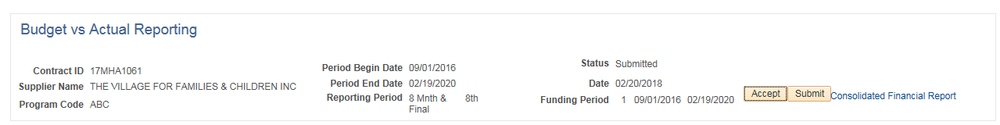 Budget vs Actual Reporting
Contract ID 17MHA1061
Supplier Name THE VILLAGE FOR FAMILIES & CHILDREN INC
Program Code ABC
Period Begin Date 09/01/2016
Period End Date 02/19/2020
Reporting Period 8 Mnth & 8th
Final
Status Submitted
Date 02/20/2018
Funding Period 1 09/01/2016 02/19/2020
Accept Submit Consolidated Financial Report